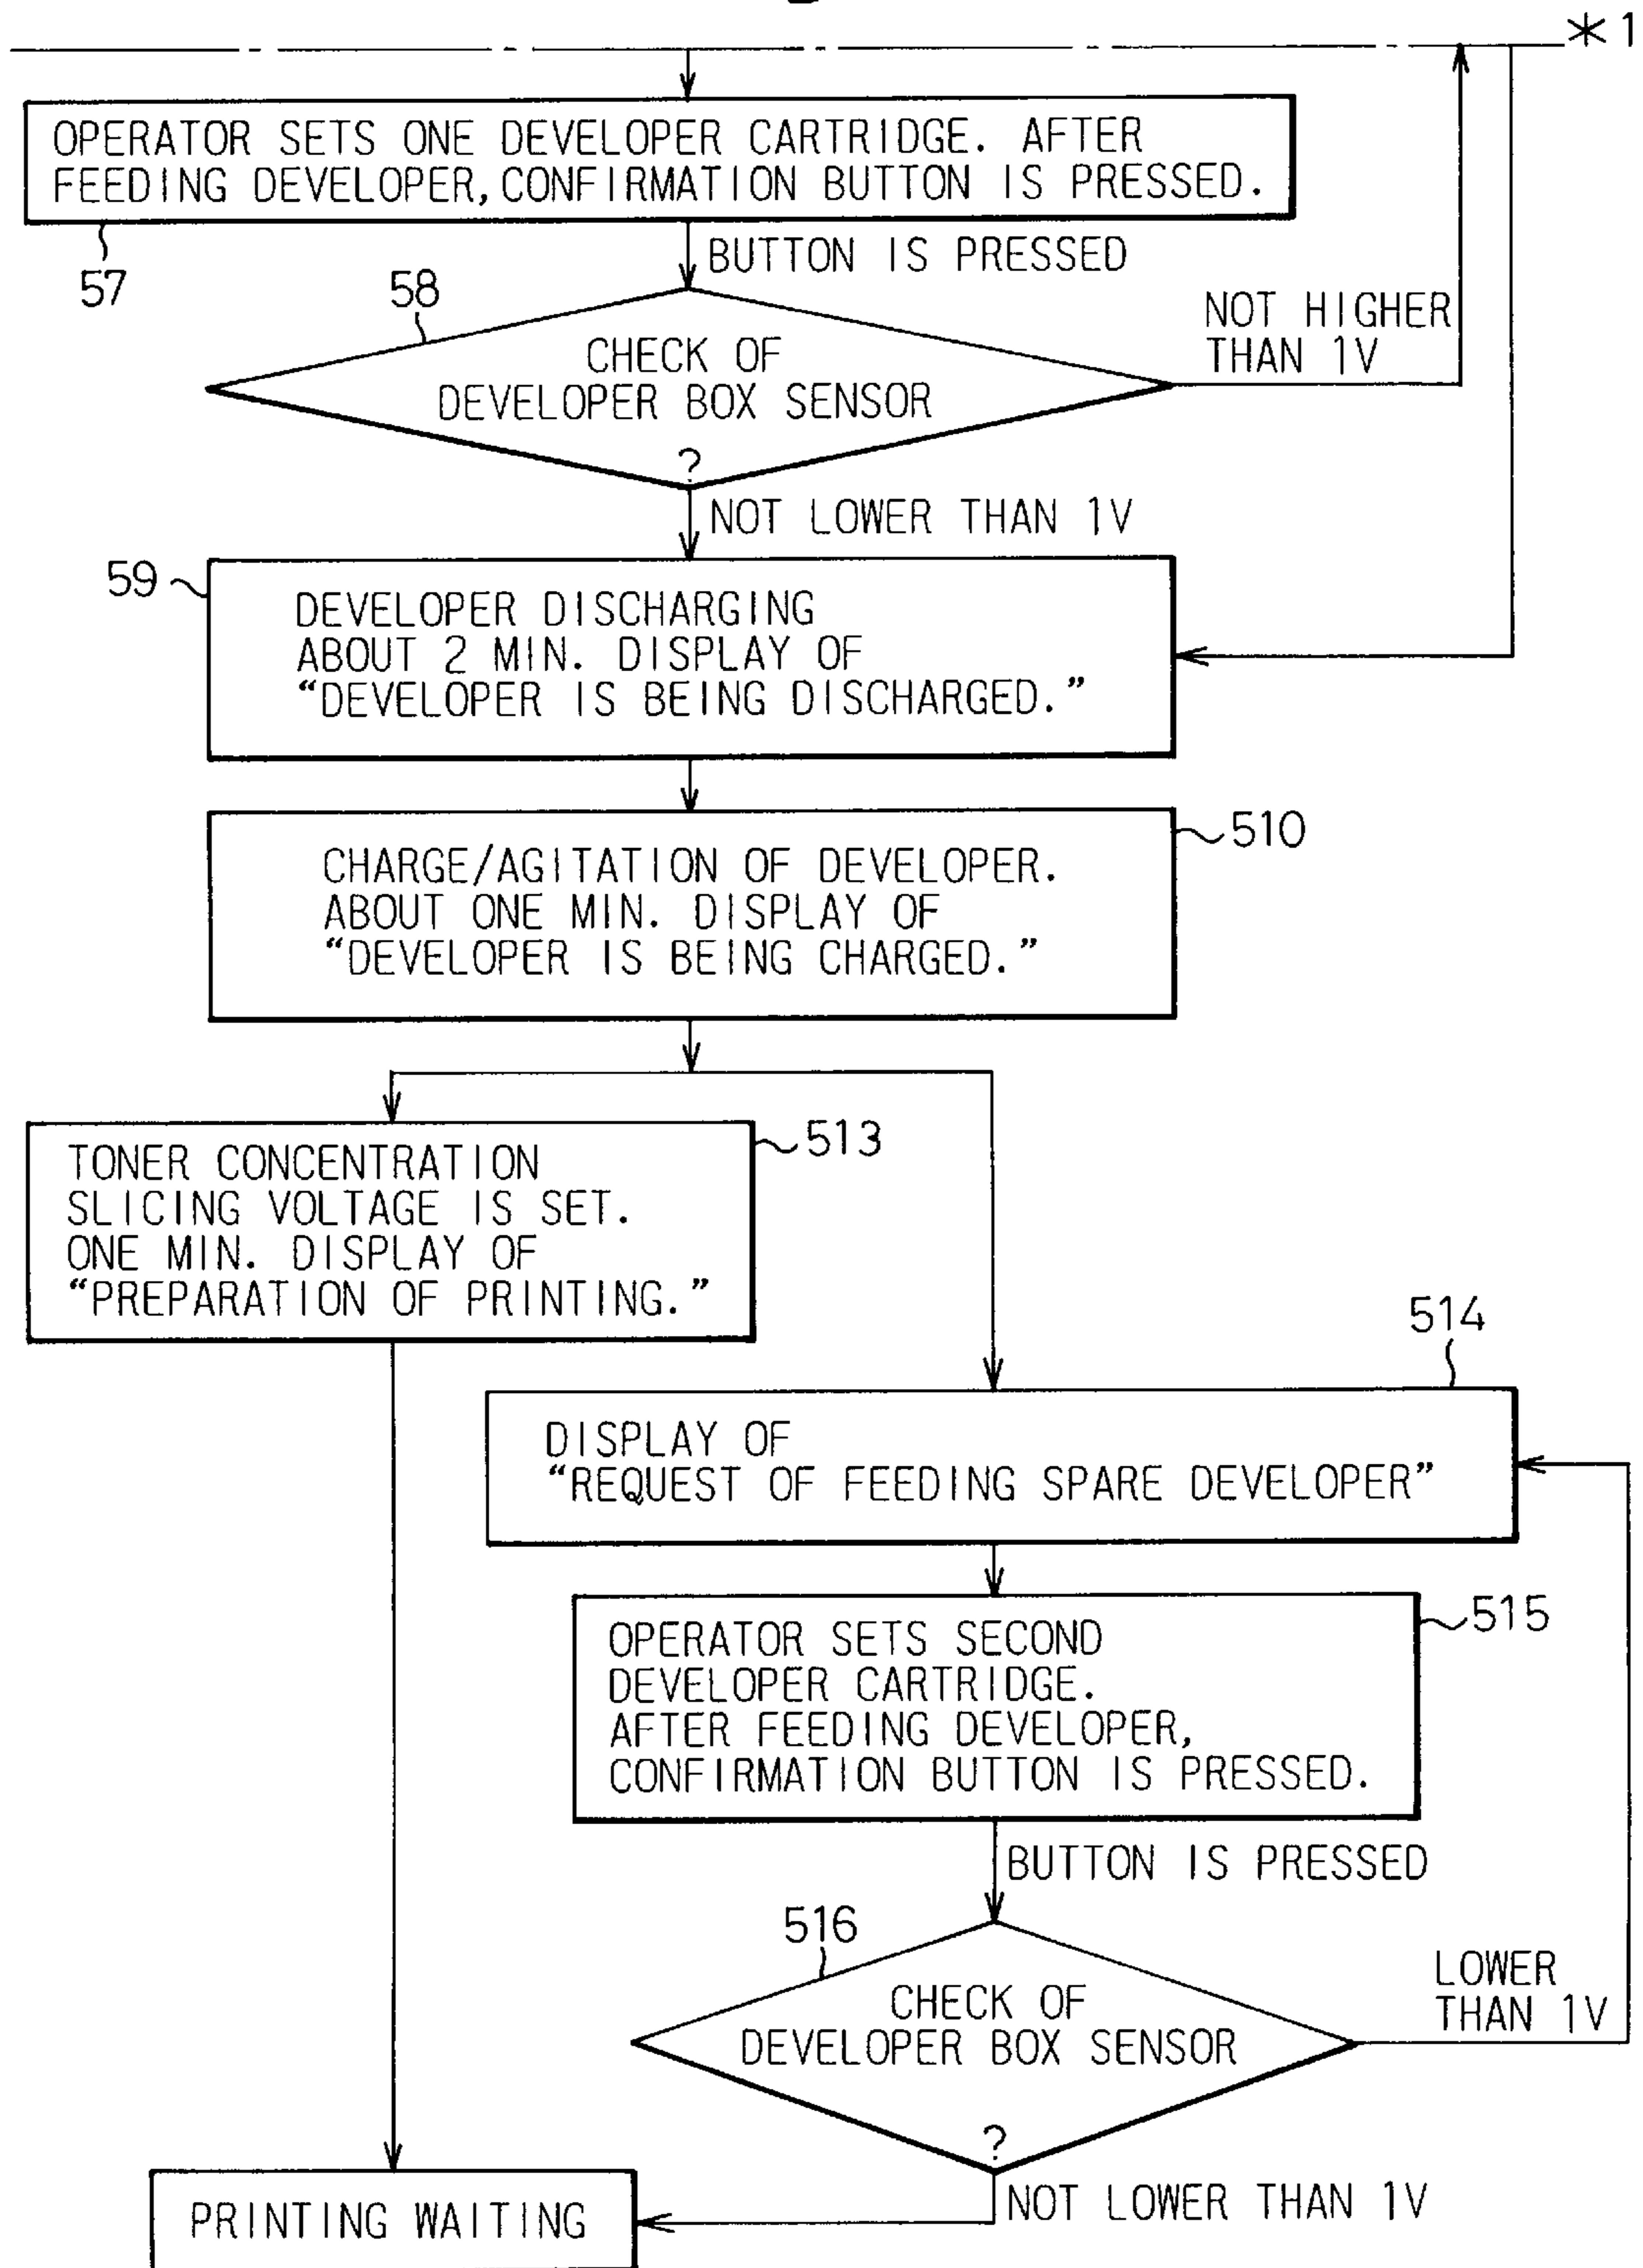 *1
OPERATOR SETS ONE DEVELOPER CARTRIDGE. AFTER
FEEDING DEVELOPER, CONFIRMATION BUTTON IS PRESSED.
57
BUTTON IS PRESSED
58
CHECK OF
DEVELOPER BOX SENSOR
?
NOT HIGHER
THAN 1V
NOT LOWER THAN 1V
59
DEVELOPER DISCHARGING
ABOUT 2 MIN. DISPLAY OF
“DEVELOPER IS BEING DISCHARGED.”
510
CHARGE/AGITATION OF DEVELOPER.
ABOUT ONE MIN. DISPLAY OF
“DEVELOPER IS BEING CHARGED.”
513
TONER CONCENTRATION
SLICING VOLTAGE IS SET.
ONE MIN. DISPLAY OF
“PREPARATION OF PRINTING.”
514
DISPLAY OF
“REQUEST OF FEEDING SPARE DEVELOPER”
515
OPERATOR SETS SECOND
DEVELOPER CARTRIDGE.
AFTER FEEDING DEVELOPER,
CONFIRMATION BUTTON IS PRESSED.
BUTTON IS PRESSED
516
CHECK OF
DEVELOPER BOX SENSOR
?
LOWER
THAN 1V
NOT LOWER THAN 1V
PRINTING WAITING